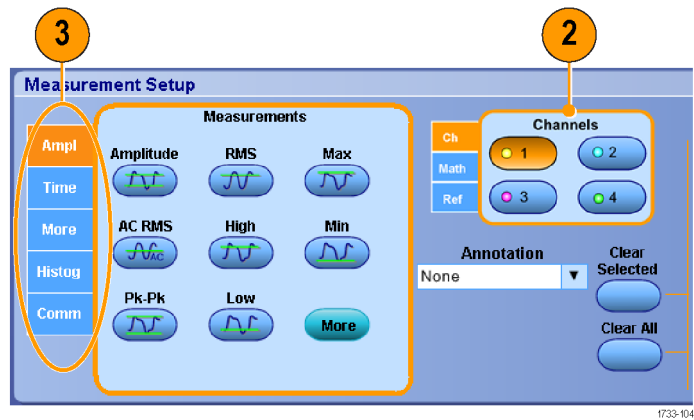 3
2
Measurement Setup
Ampl
Time
More
Histog
Comm
Measurements
Amplitude
RMS
Max
AC RMS
High
Min
AC
Pk-Pk
Low
More
Ch
Math
Ref
Channels
1
2
3
4
Annotation
None
Clear
Selected
Clear All
1733-104